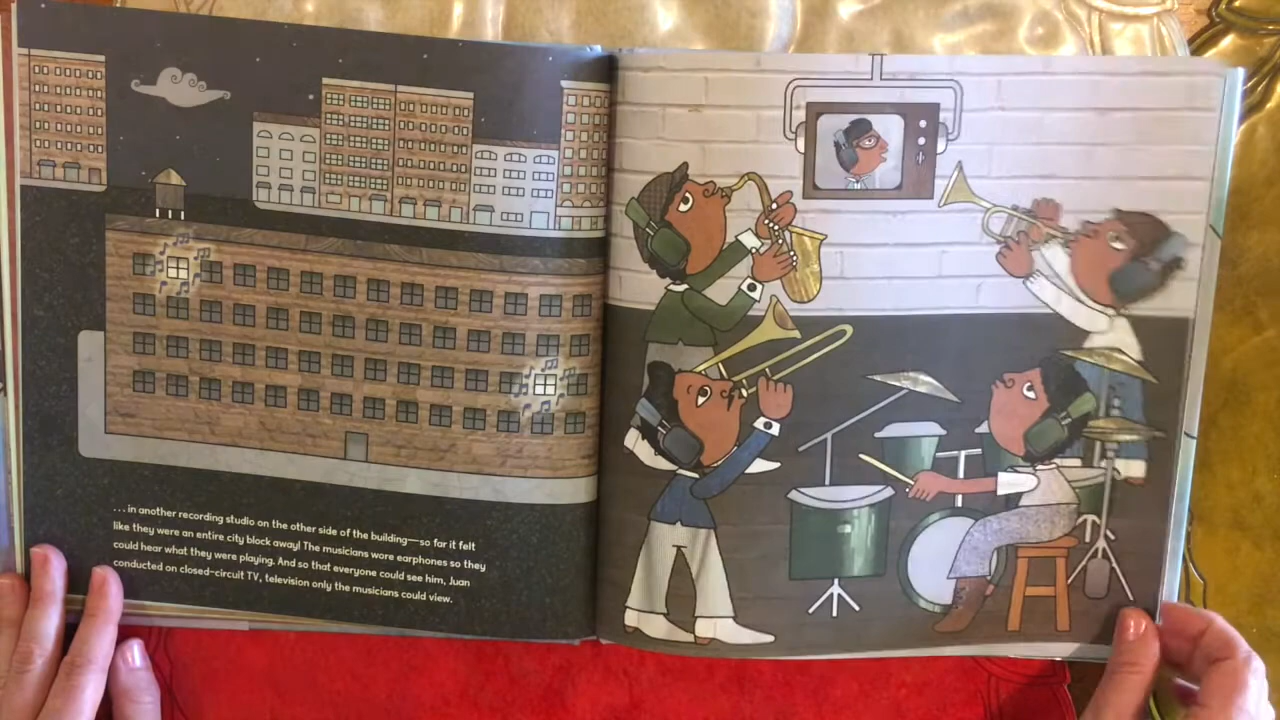 ...in another recording studio on the other side of the building—so far it felt
like they were an entire city block away! The musicians wore earphones so they
could hear what they were playing. And so that everyone could see him, Juan
conducted on closed-circuit TV, television only the musicians could view.